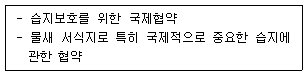 - 습지보호를 위한 국제협약
- 물새 서식지로 특히 국제적으로 중요한 습지에
관한 협약